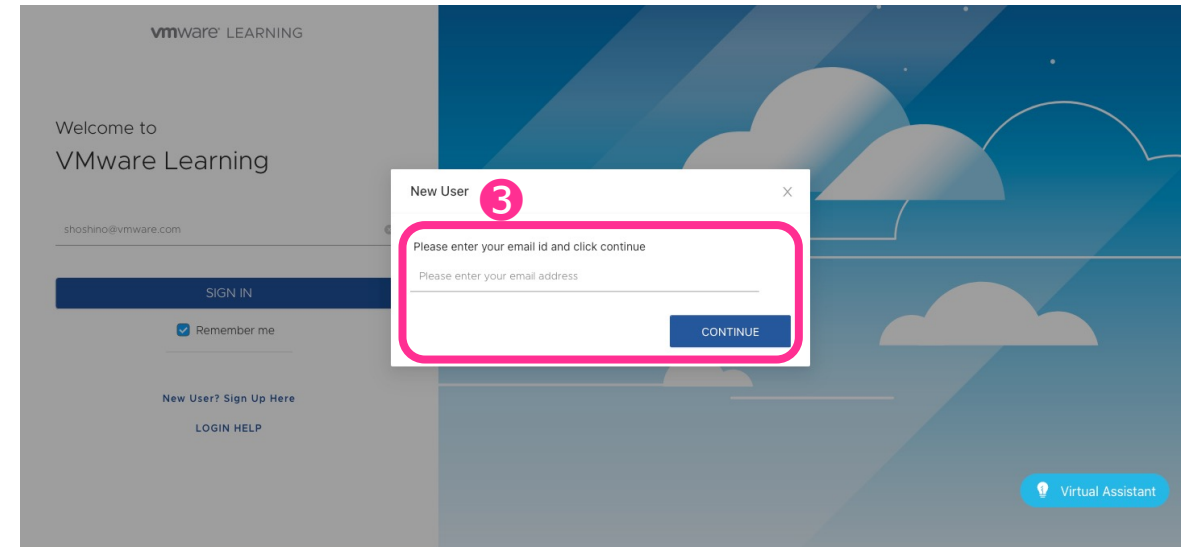 vmware® LEARNING
Welcome to
VMware Learning
shoshino@vmware.com
SIGN IN
Remember me
New User? Sign Up Here
LOGIN HELP
New User
3
Please enter your email id and click continue
Please enter your email address
CONTINUE
Virtual Assistant